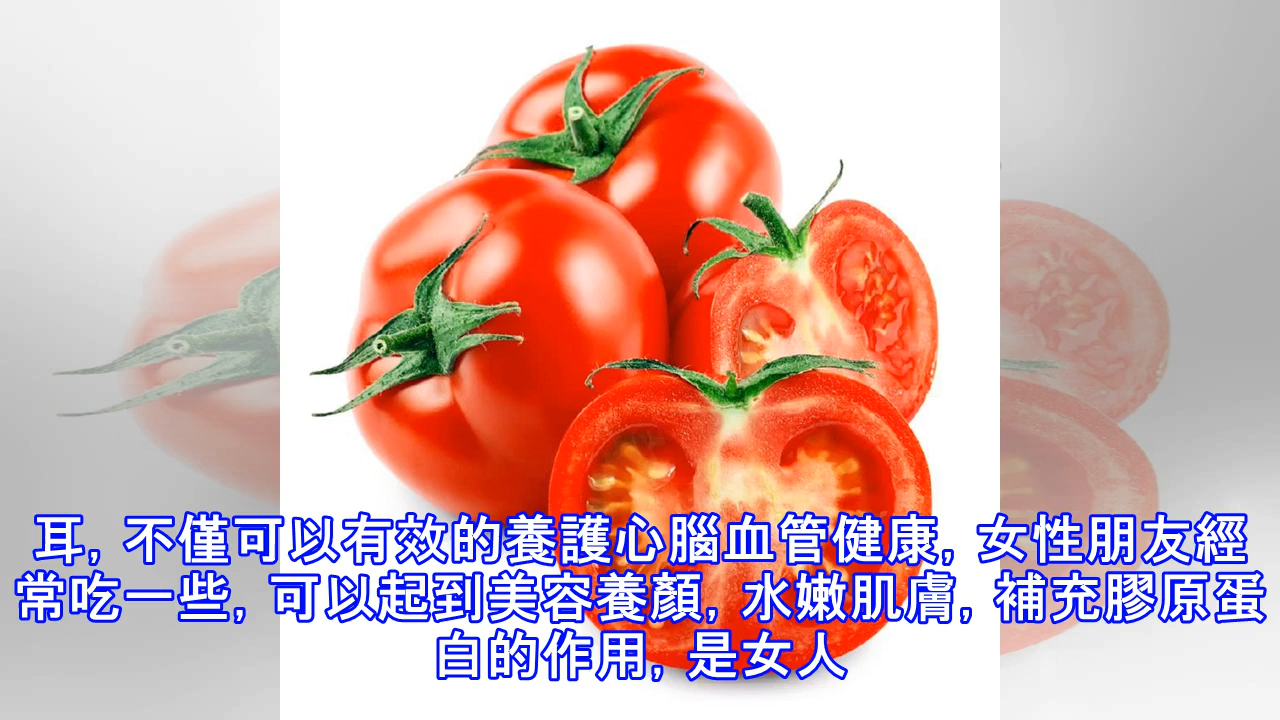 耳, 不僅可以有效的養護心腦血管健康, 女性朋友經
常吃一些, 可以起到美容養顏, 水嫩肌膚, 補充膠原蛋
白的作用, 是女人